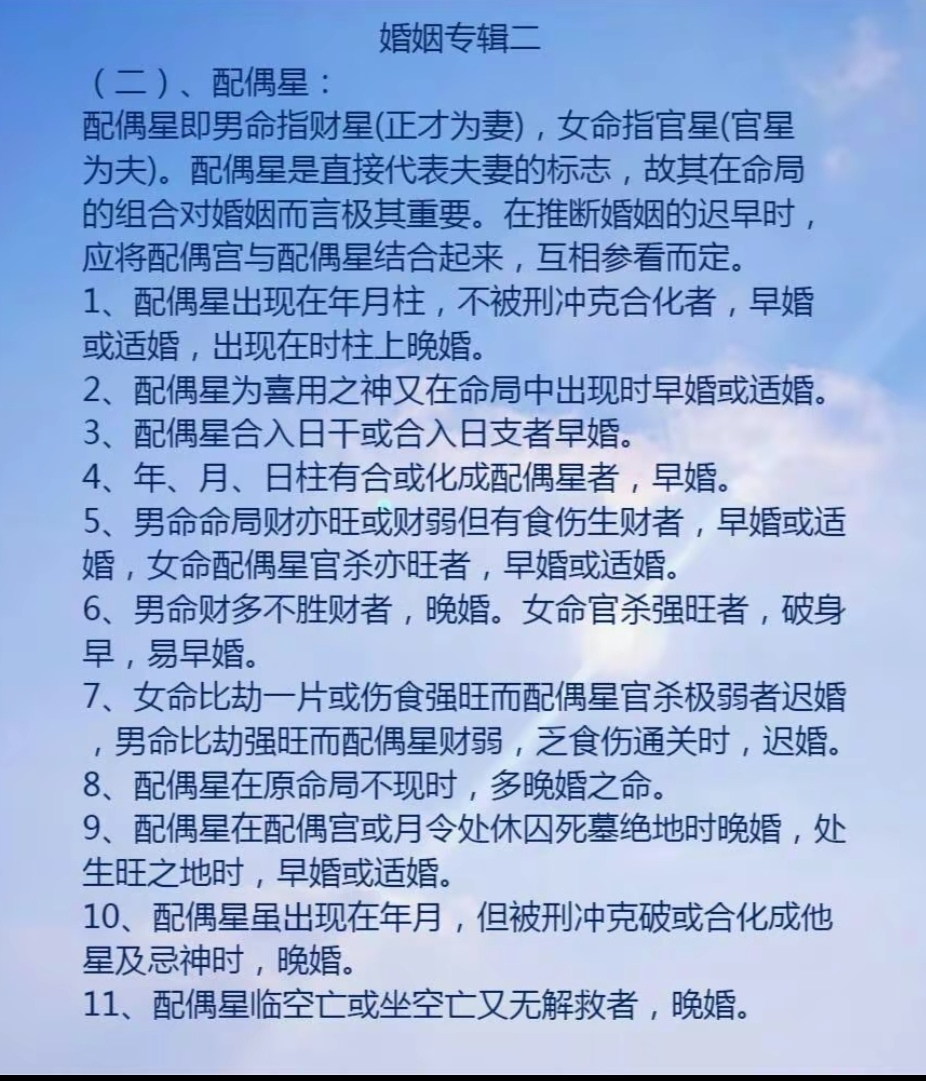 婚姻专辑二
（二）、配偶星：
配偶星即男命指财星(正才为妻)，女命指官星(官星
为夫)。配偶星是直接代表夫妻的标志，故其在命局
的组合对婚姻而言极其重要。在推断婚姻的迟早时，
应将配偶宫与配偶星结合起来，互相参看而定。
1、配偶星出现在年月柱，不被刑冲克合化者，早婚
或适婚，出现在时柱上晚婚。
2、配偶星为喜用之神又在命局中出现时早婚或适婚。
3、配偶星合入日干或合入日支者早婚。
4、年、月、日柱有合或化成配偶星者，早婚。
5、男命命局财亦旺或财弱但有食伤生财者，早婚或适
婚，女命配偶星官杀亦旺者，早婚或适婚。
6、男命财多不胜财者，晚婚。女命官杀强旺者，破身
早，易早婚。
7、女命比劫一片或伤食强旺而配偶星官杀极弱者迟婚
，男命比劫强旺而配偶星财弱，乏食伤通关时，迟婚。
8、配偶星在原命局不现时，多晚婚之命。
9、配偶星在配偶宫或月令处休囚死墓绝地时晚婚，处
生旺之地时，早婚或适婚。
10、配偶星虽出现在年月，但被刑冲克破或合化成他
星及忌神时，晚婚。
11、配偶星临空亡或坐空亡又无解救者，晚婚。